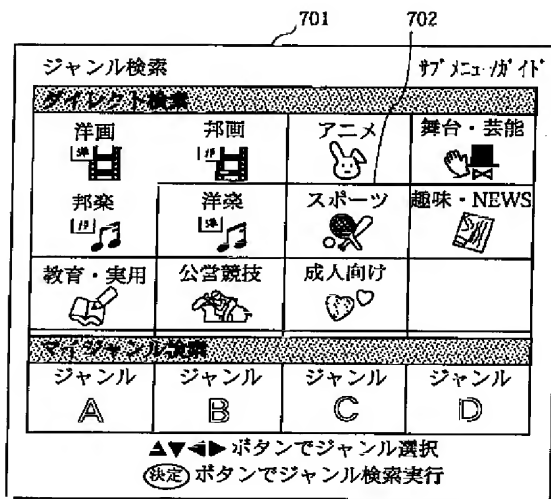 701 702
ジャンル検索 サブメニュー/ガイド
ダイレクト検索
洋画 邦画 アニメ 舞台・芸能
洋 邦
邦楽 洋楽 スポーツ 趣味・NEWS
邦 洋
教育・実用 公営競技 成人向け
マイジャンル検索
ジャンル ジャンル ジャンル ジャンル
A B C D
▲▼◀▶ボタンでジャンル選択
決定ボタンでジャンル検索実行